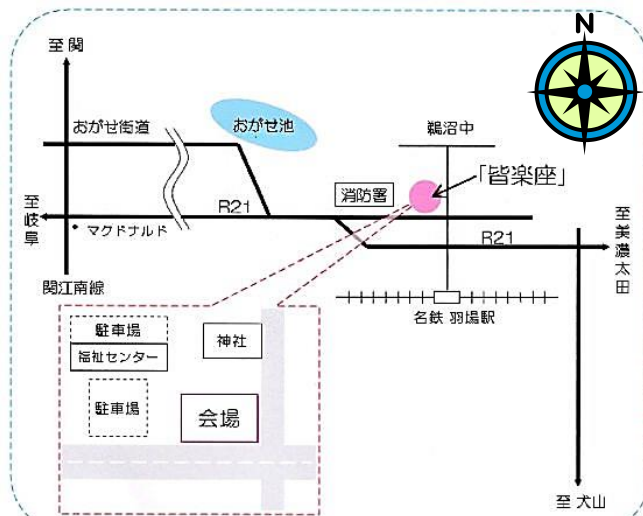 N
至 関
おがせ街道
おがせ池
鵜沼中
「皆楽座」
消防署
至岐阜
R21
マクドナルド
R21
至美濃太田
関江南線
名鉄 羽場駅
駐車場
福祉センター
神社
駐車場
会場
至 犬山